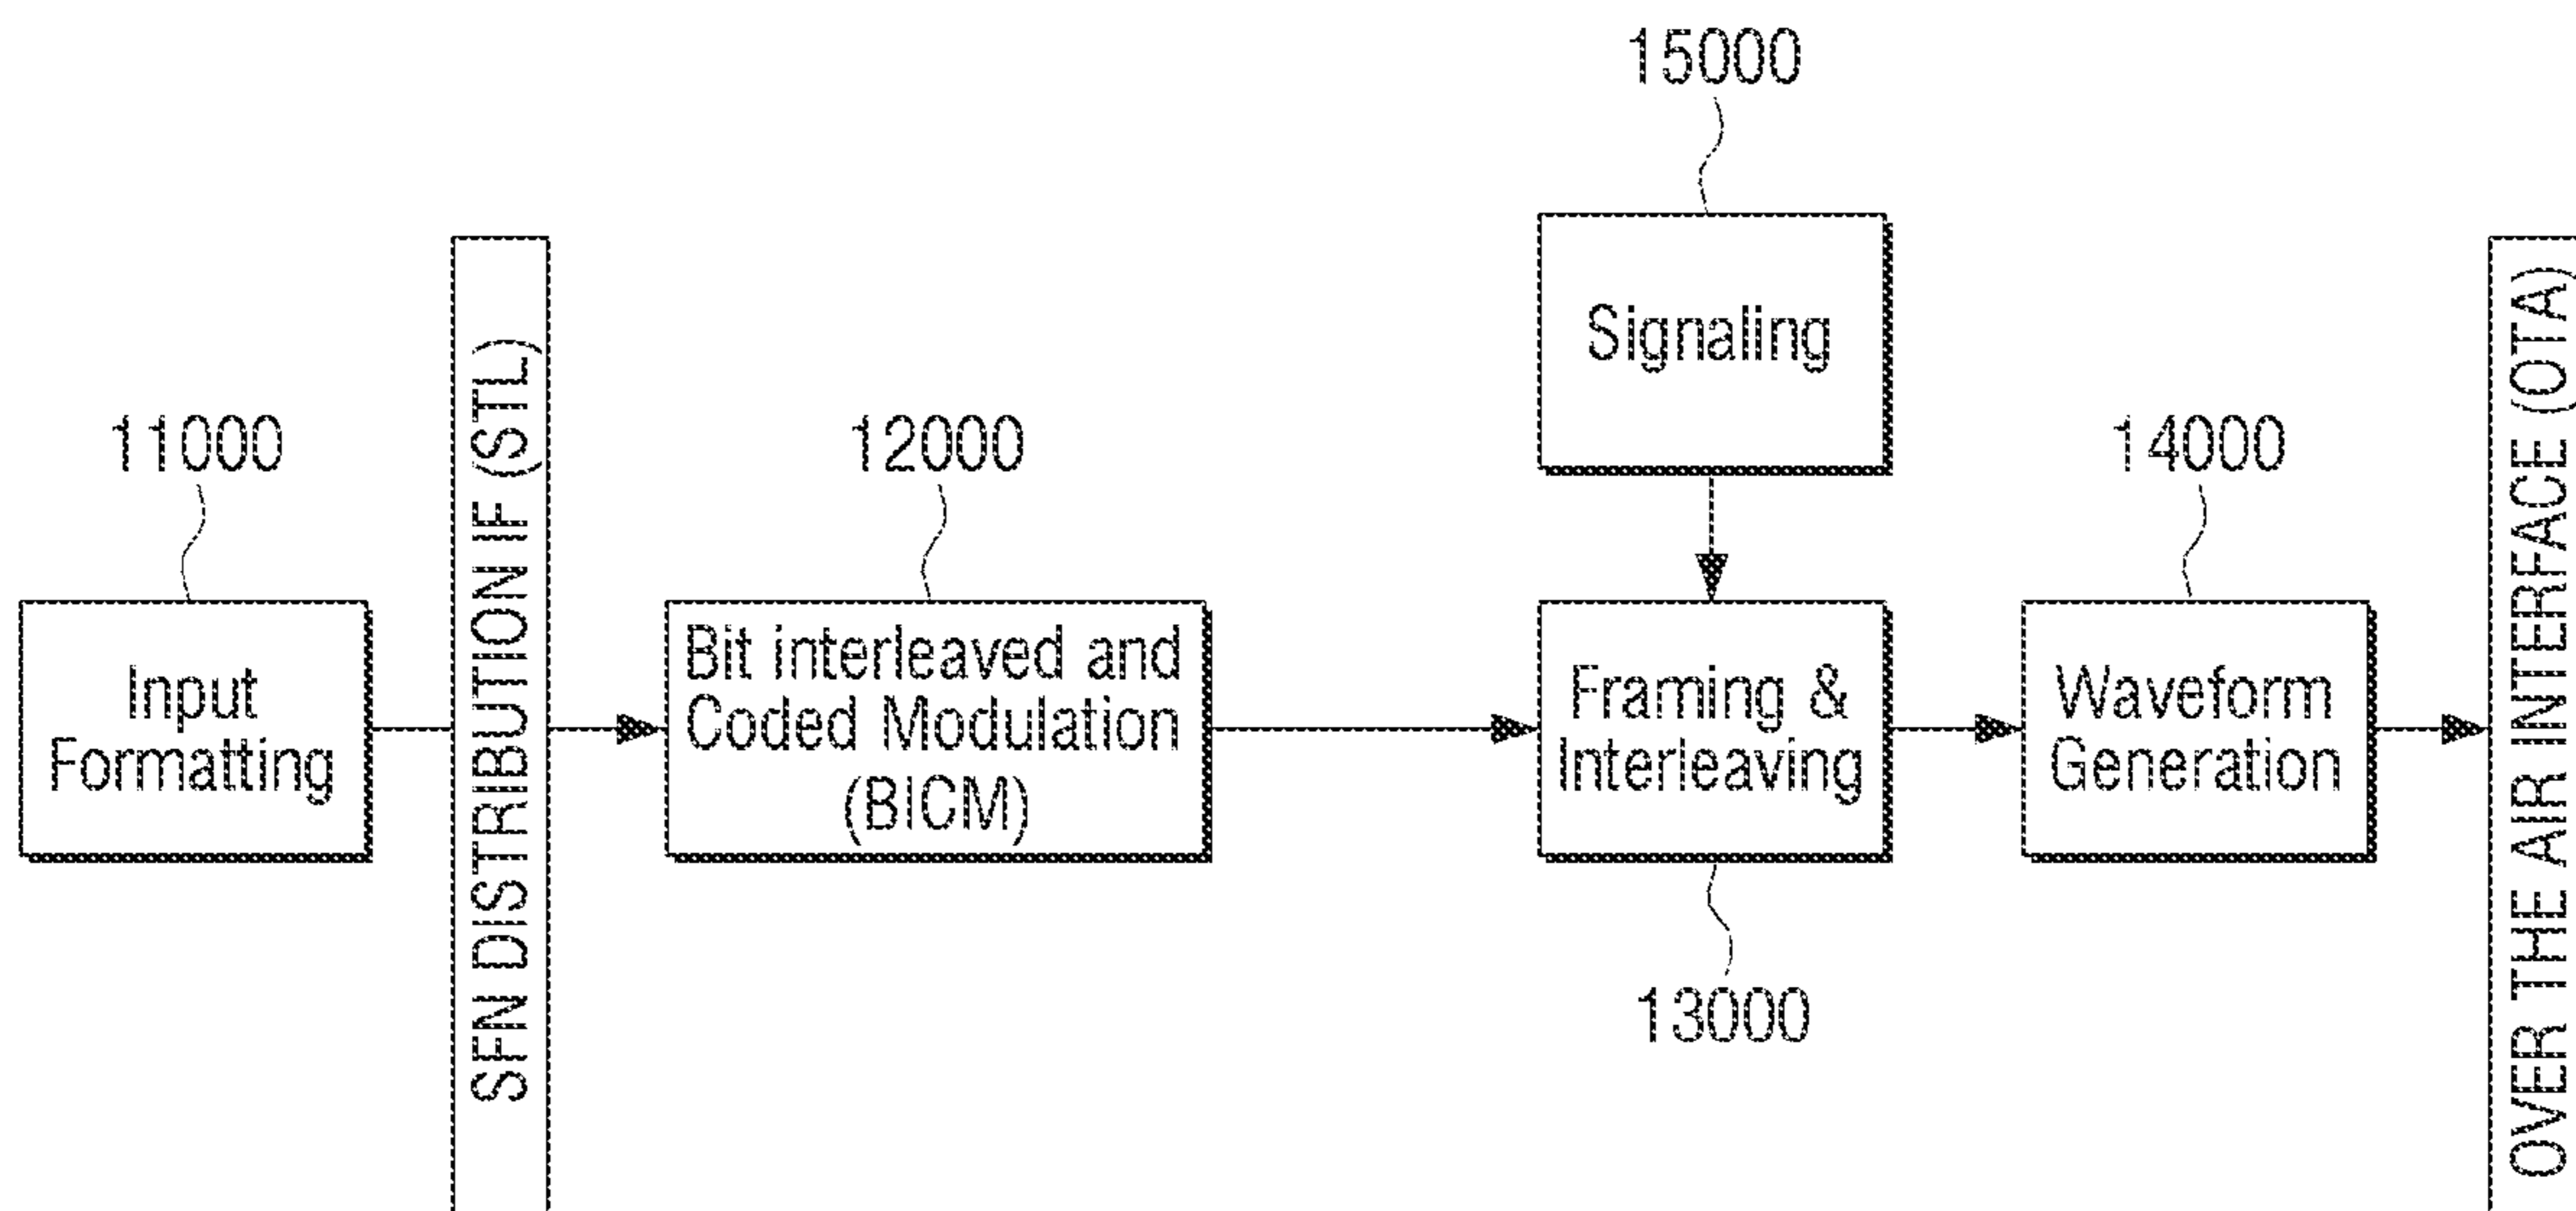 15000
Signaling
11000
Input
Formatting
SFN DISTRIBUTION IF (STL)
12000
Bit interleaved and
Coded Modulation
(BICM)
Framing &
Interleaving
13000
14000
Waveform
Generation
OVER THE AIR INTERFACE (OTA)